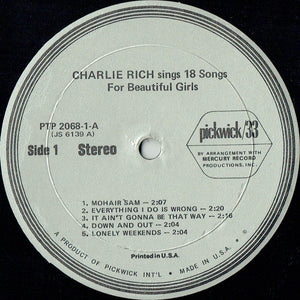 CHARLIE RICH sings 18 Songs
For Beautiful Girls
PTP 2068-1-A
(JS 6139 A)
Side 1 Stereo
pickwick/33
BY ARRANGEMENT WITH
MERCURY RECORD
PRODUCTIONS, INC.
1. MOHAIR SAM — 2:07
2. EVERYTHING I DO IS WRONG — 2:20
3. IT AIN'T GONNA BE THAT WAY — 2:16
4. DOWN AND OUT — 2:04
5. LONELY WEEKENDS — 2:04
Printed in U.S.A.
A PRODUCT OF PICKWICK INT'L • MADE IN U.S.A. • ®